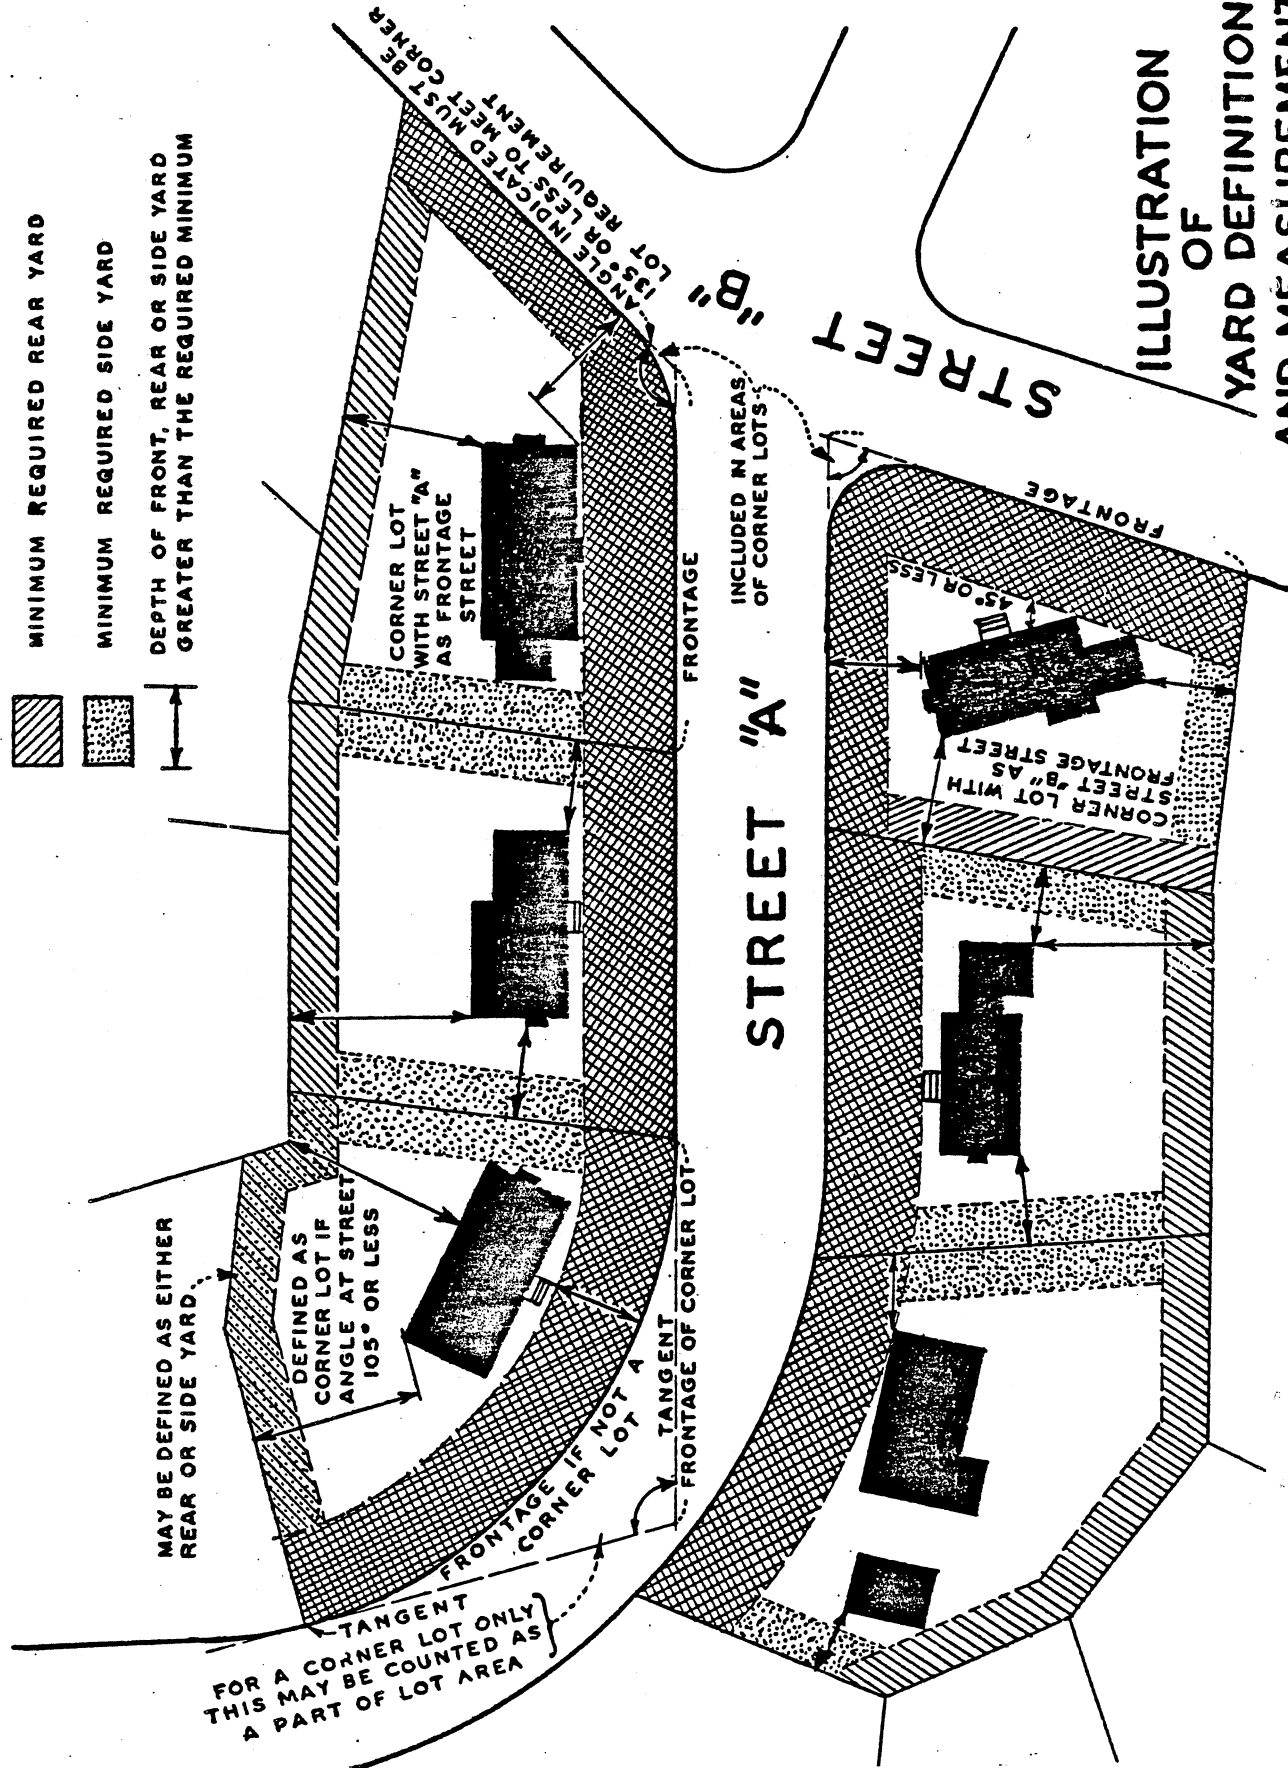 MINIMUM REQUIRED REAR YARD
MINIMUM REQUIRED SIDE YARD
DEPTH OF FRONT, REAR OR SIDE YARD
GREATER THAN THE REQUIRED MINIMUM
MAY BE DEFINED AS EITHER
REAR OR SIDE YARD
DEFINED AS
CORNER LOT IF
ANGLE AT STREET
105° OR LESS
CORNER LOT
WITH STREET "A"
AS FRONTAGE
STREET
ANGLE INDICATED MUST BE
135° OR LESS TO MEET CORNER
LOT REQUIREMENT
FRONTAGE IF NOT A
CORNER LOT
TANGENT
FRONTAGE OF CORNER LOT
FRONTAGE
TANGENT
FOR A CORNER LOT ONLY
THIS MAY BE COUNTED AS
A PART OF LOT AREA
INCLUDED IN AREAS
OF CORNER LOTS
STREET "A"
STREET "B"
45° OR LESS
FRONTAGE
CORNER LOT WITH
STREET "B" AS
FRONTAGE STREET
ILLUSTRATION
OF
YARD DEFINITION
AND MEASUREMENT